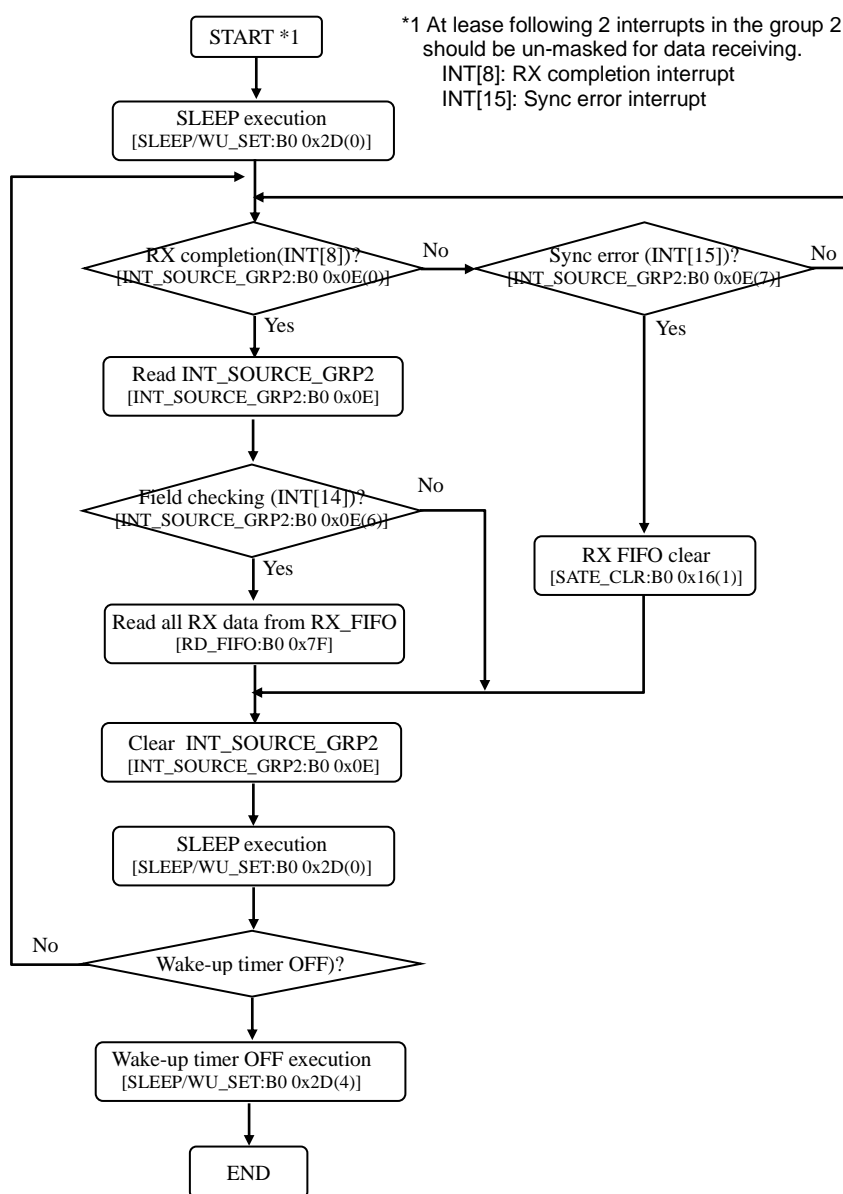 START *1
*1 At lease following 2 interrupts in the group 2
should be un-masked for data receiving.
INT[8]: RX completion interrupt
INT[15]: Sync error interrupt
SLEEP execution
[SLEEP/WU_SET:B0 0x2D(0)]
RX completion(INT[8])?
[INT_SOURCE_GRP2:B0 0x0E(0)]
No
Sync error (INT[15])?
[INT_SOURCE_GRP2:B0 0x0E(7)]
No
Yes
Yes
Read INT_SOURCE_GRP2
[INT_SOURCE_GRP2:B0 0x0E]
Field checking (INT[14])?
[INT_SOURCE_GRP2:B0 0x0E(6)]
No
Yes
RX FIFO clear
[SATE_CLR:B0 0x16(1)]
Read all RX data from RX_FIFO
[RD_FIFO:B0 0x7F]
Clear INT_SOURCE_GRP2
[INT_SOURCE_GRP2:B0 0x0E]
SLEEP execution
[SLEEP/WU_SET:B0 0x2D(0)]
No
Wake-up timer OFF)?
Wake-up timer OFF execution
[SLEEP/WU_SET:B0 0x2D(4)]
END